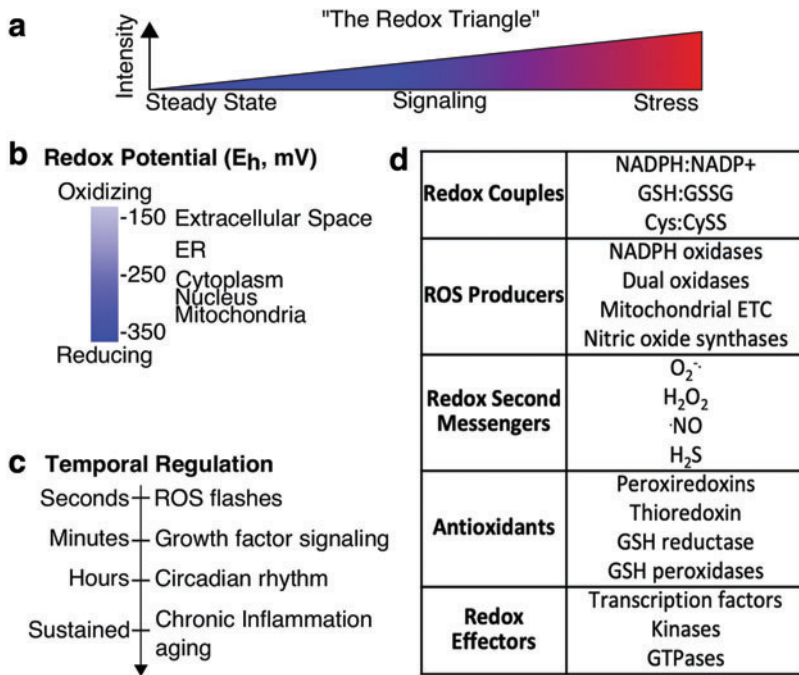 a
"The Redox Triangle"
Intensity
Steady State
Signaling
Stress
b Redox Potential (Eh, mV)
Oxidizing
-150 Extracellular Space
ER
-250 Cytoplasm
Nucleus
Mitochondria
-350
Reducing
c Temporal Regulation
Seconds ROS flashes
Minutes Growth factor signaling
Hours Circadian rhythm
Sustained Chronic Inflammation
aging
d
Redox Couples
NADPH:NADP+
GSH:GSSG
Cys:CySS
ROS Producers
NADPH oxidases
Dual oxidases
Mitochondrial ETC
Nitric oxide synthases
Redox Second
Messengers
O₂⁻·
H₂O₂
·NO
H₂S
Antioxidants
Peroxiredoxins
Thioredoxin
GSH reductase
GSH peroxidases
Redox
Effectors
Transcription factors
Kinases
GTPases